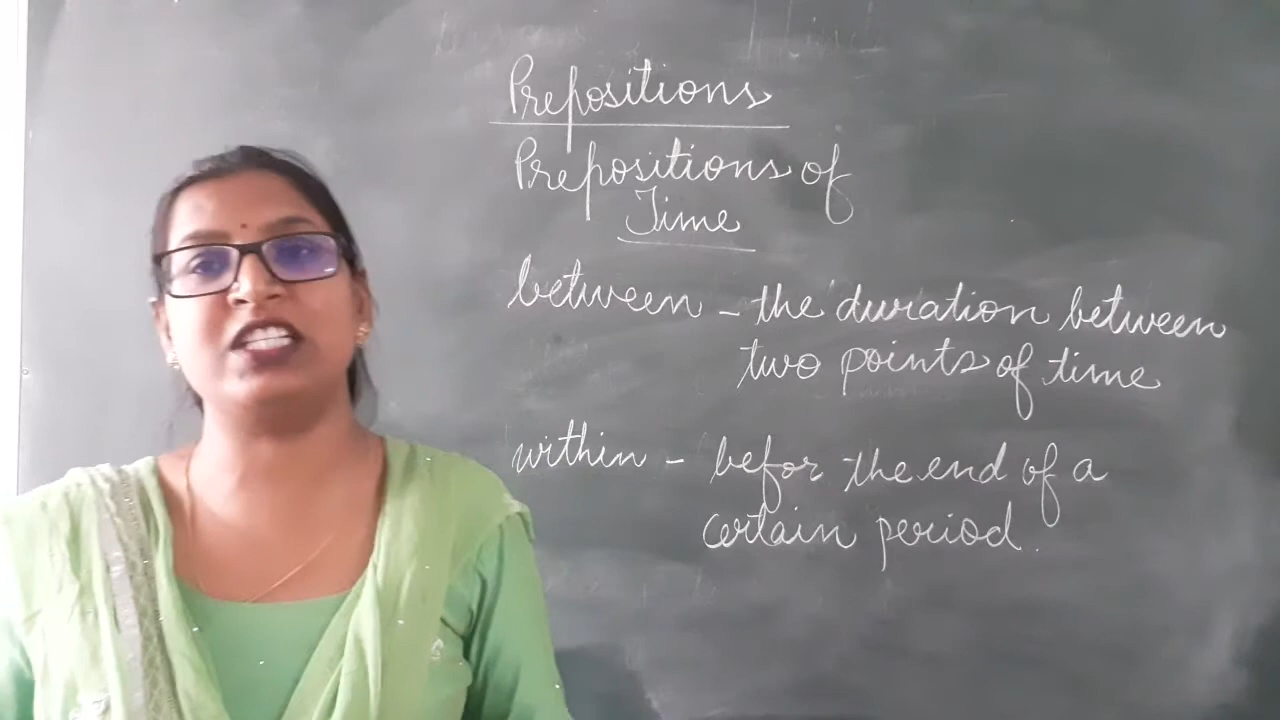 Prepositions
Prepositions of
Time
between - the duration between
two points of time
within - befor the end of a
certain period.